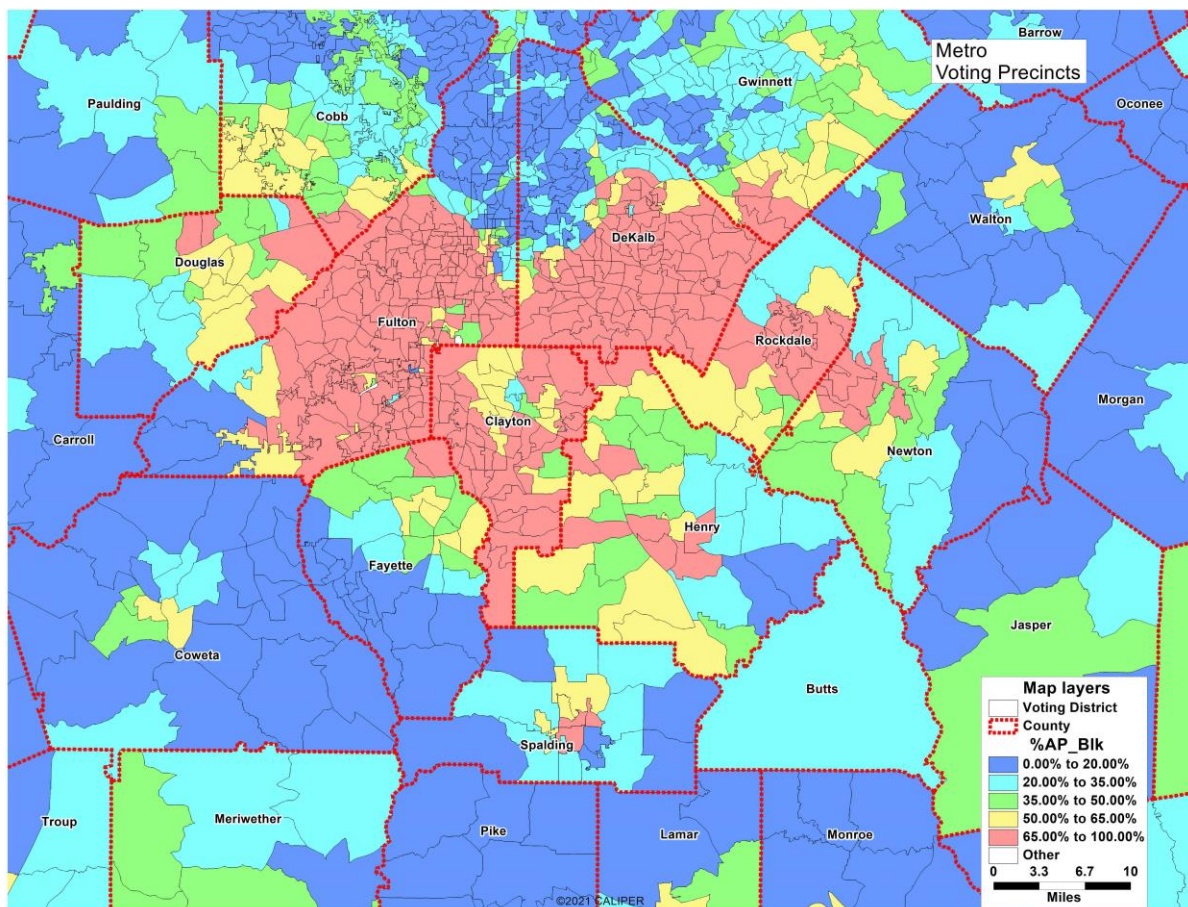 Metro
Voting Precincts
Barrow
Oconee
Paulding
Cobb
Gwinnett
Walton
DeKalb
Douglas
Fulton
Rockdale
Carroll
Clayton
Morgan
Newton
Henry
Fayette
Jasper
Coweta
Butts
Spalding
Troup
Meriwether
Pike
Lamar
Monroe
Map layers
Voting District
County
%AP_Blk
0.00% to 20.00%
20.00% to 35.00%
35.00% to 50.00%
50.00% to 65.00%
65.00% to 100.00%
Other
0 3.3 6.7 10
Miles
©2021 CALIPER